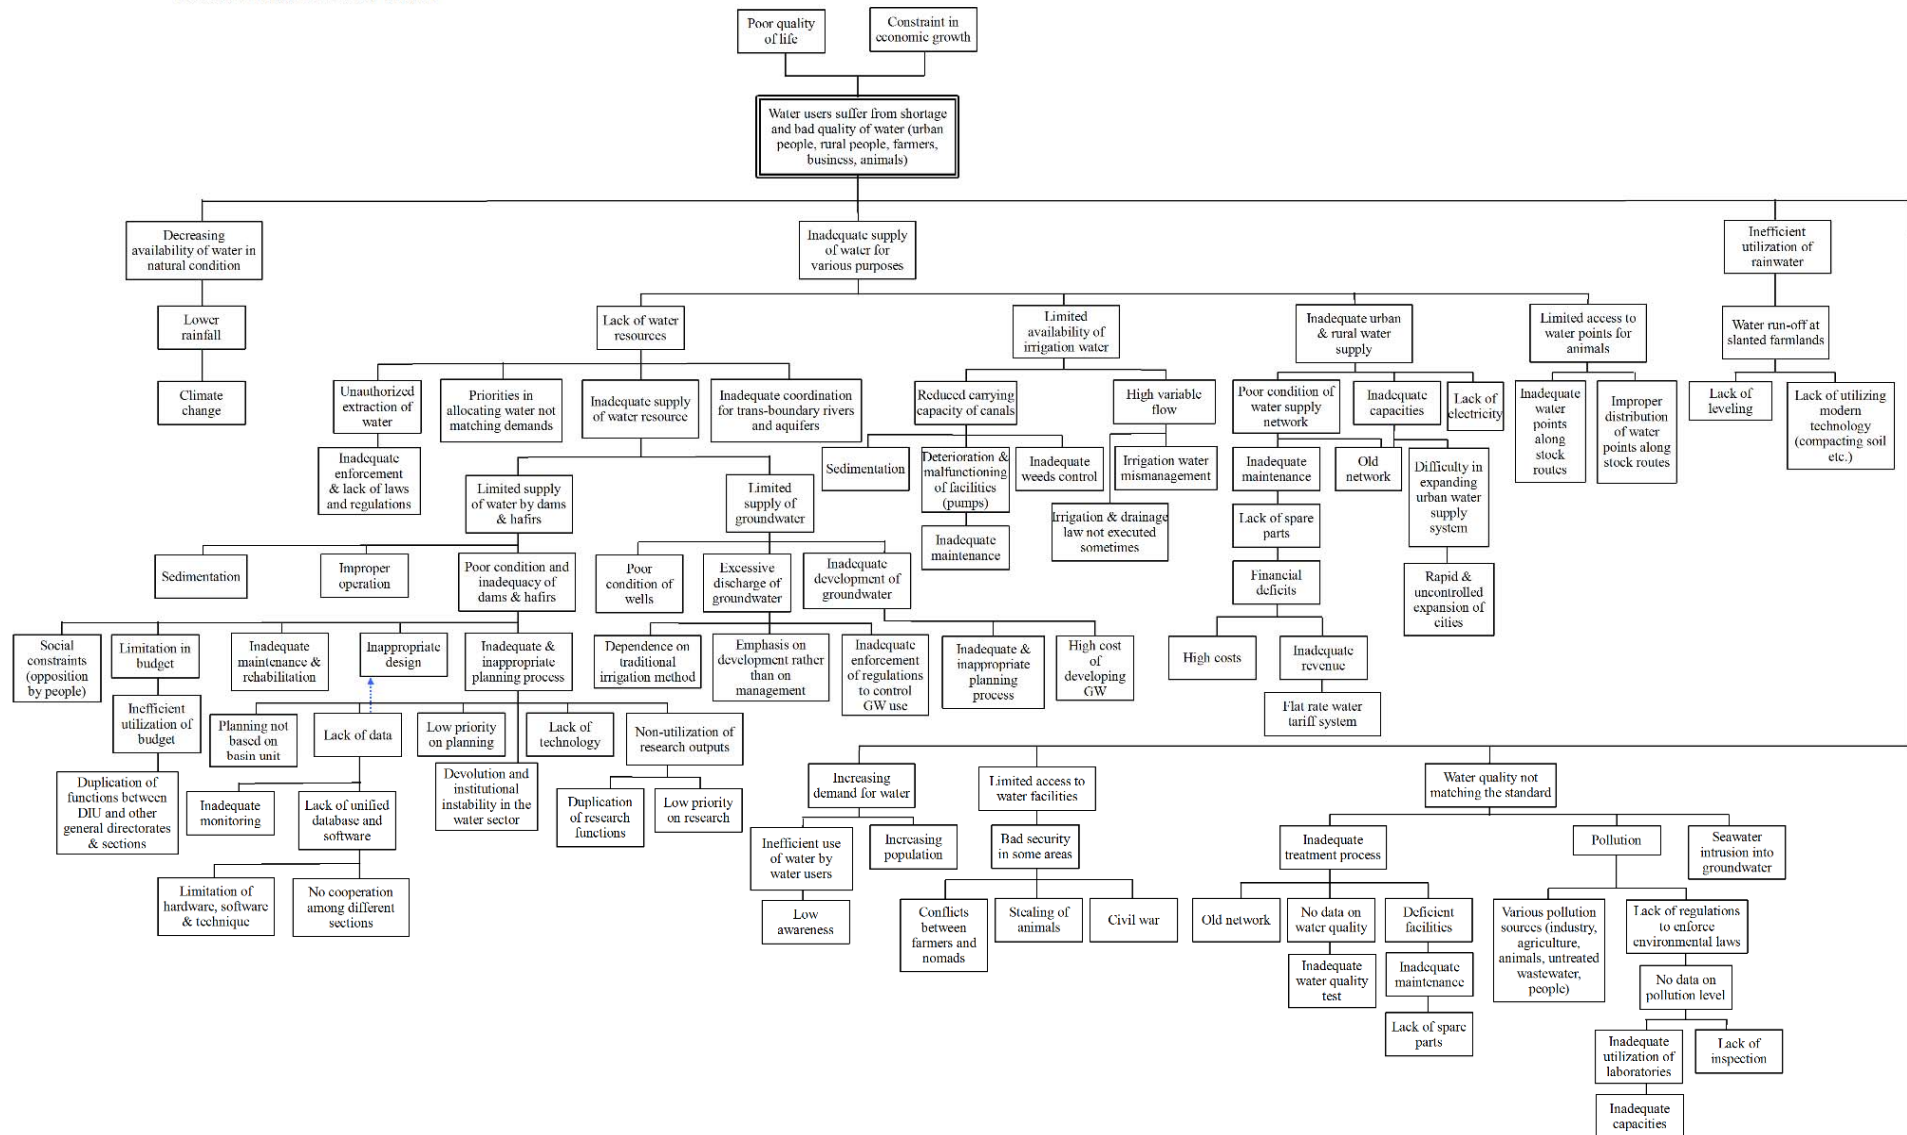 Poor quality
of life
Constraint in
economic growth
Water users suffer from shortage
and bad quality of water (urban
people, rural people, farmers,
business, animals)
Decreasing
availability of water in
natural condition
Inadequate supply
of water for
various purposes
Inefficient
utilization of
rainwater
Lower
rainfall
Lack of water
resources
Limited
availability of
irrigation water
Inadequate urban
& rural water
supply
Limited access to
water points for
animals
Water run-off at
slanted farmlands
Climate
change
Unauthorized
extraction of
water
Priorities in
allocating water not
matching demands
Inadequate supply
of water resource
Inadequate coordination
for trans-boundary rivers
and aquifers
Reduced carrying
capacity of canals
High variable
flow
Poor condition of
water supply
network
Inadequate
capacities
Lack of
electricity
Inadequate
water
points
along
stock
routes
Improper
distribution
of water
points along
stock routes
Lack of
leveling
Lack of utilizing
modern
technology
(compacting soil
etc.)
Inadequate
enforcement
& lack of laws
and regulations
Limited supply
of water by dams
& hafirs
Limited
supply of
groundwater
Sedimentation
Deterioration &
malfunctioning
of facilities
(pumps)
Inadequate
weeds control
Irrigation water
mismanagement
Inadequate
maintenance
Old
network
Difficulty in
expanding
urban water
supply
system
Irrigation & drainage
law not executed
sometimes
Lack of spare
parts
Inadequate
maintenance
Sedimentation
Improper
operation
Poor condition and
inadequacy of
dams & hafirs
Poor
condition of
wells
Excessive
discharge of
groundwater
Inadequate
development of
groundwater
Financial
deficits
Rapid &
uncontrolled
expansion of
cities
Social
constraints
(opposition
by people)
Limitation in
budget
Inadequate
maintenance &
rehabilitation
Inappropriate
design
Inadequate &
inappropriate
planning process
Dependence on
traditional
irrigation method
Emphasis on
development rather
than on
management
Inadequate
enforcement
of regulations
to control
GW use
Inadequate &
inappropriate
planning
process
High cost
of
developing
GW
High costs
Inadequate
revenue
Inefficient
utilization of
budget
Planning not
based on
basin unit
Lack of data
Low priority
on planning
Lack of
technology
Non-utilization of
research outputs
Flat rate water
tariff system
Duplication of
functions between
DIU and other
general directorates
& sections
Inadequate
monitoring
Lack of unified
database and
software
Devolution and
institutional
instability in the
water sector
Duplication
of research
functions
Low priority
on research
Increasing
demand for water
Limited access to
water facilities
Water quality not
matching the standard
Inefficient use
of water by
water users
Increasing
population
Bad security
in some areas
Inadequate
treatment process
Pollution
Seawater
intrusion into
groundwater
Limitation of
hardware, software
& technique
No cooperation
among different
sections
Low
awareness
Conflicts
between
farmers and
nomads
Stealing of
animals
Civil war
Old network
No data on
water quality
Deficient
facilities
Various pollution
sources (industry,
agriculture,
animals, untreated
wastewater,
people)
Lack of regulations
to enforce
environmental laws
Inadequate
water quality
test
Inadequate
maintenance
No data on
pollution level
Lack of spare
parts
Inadequate
utilization of
laboratories
Lack of
inspection
Inadequate
capacities